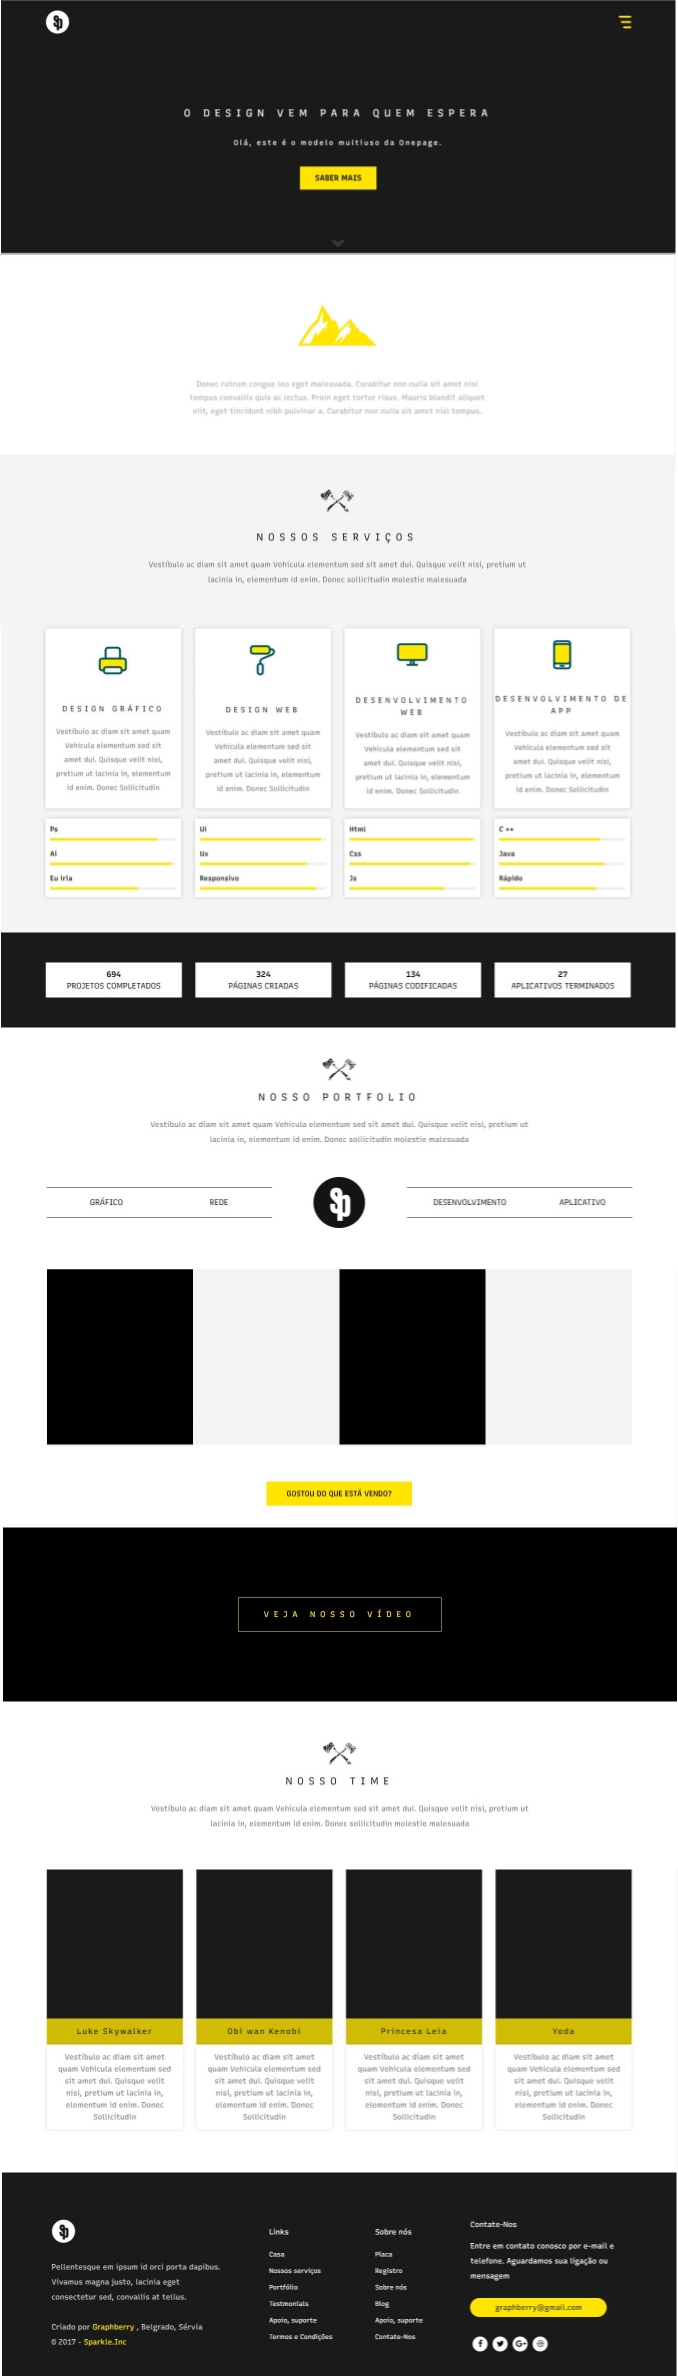 Sp
O DESIGN VEM PARA QUEM ESPERA
Olá, este é o modelo multiuso da Onepage.
SABER MAIS
Donec rutrum congue leo eget malesuada. Curabitur non nulla sit amet nisl
tempus convallis quis ac lectus. Proin eget tortor risus. Mauris blandit aliquet
elit, eget tincidunt nibh pulvinar a. Curabitur non nulla sit amet nisl tempus.
NOSSOS SERVIÇOS
Vestíbulo ac diam sit amet quam Vehicula elementum sed sit amet dui. Quisque velit nisi, pretium ut
lacinia in, elementum id enim. Donec sollicitudin molestie malesuada
DESIGN GRÁFICO
Vestíbulo ac diam sit amet quam
Vehicula elementum sed sit
amet dui. Quisque velit nisi,
pretium ut lacinia in, elementum
id enim. Donec Sollicitudin
DESIGN WEB
Vestíbulo ac diam sit amet quam
Vehicula elementum sed sit
amet dui. Quisque velit nisi,
pretium ut lacinia in, elementum
id enim. Donec Sollicitudin
DESENVOLVIMENTO
WEB
Vestíbulo ac diam sit amet quam
Vehicula elementum sed sit
amet dui. Quisque velit nisi,
pretium ut lacinia in, elementum
id enim. Donec Sollicitudin
DESENVOLVIMENTO DE
APP
Vestíbulo ac diam sit amet quam
Vehicula elementum sed sit
amet dui. Quisque velit nisi,
pretium ut lacinia in, elementum
id enim. Donec Sollicitudin
Ps
Ai
Eu iria
Ui
Ux
Responsivo
Html
Css
Js
C ++
Java
Rápido
694
PROJETOS COMPLETADOS
324
PÁGINAS CRIADAS
134
PÁGINAS CODIFICADAS
27
APLICATIVOS TERMINADOS
NOSSO PORTFOLIO
Vestíbulo ac diam sit amet quam Vehicula elementum sed sit amet dui. Quisque velit nisi, pretium ut
lacinia in, elementum id enim. Donec sollicitudin molestie malesuada
GRÁFICO REDE Sp DESENVOLVIMENTO APLICATIVO
GOSTOU DO QUE ESTÁ VENDO?
VEJA NOSSO VÍDEO
NOSSO TIME
Vestíbulo ac diam sit amet quam Vehicula elementum sed sit amet dui. Quisque velit nisi, pretium ut
lacinia in, elementum id enim. Donec sollicitudin molestie malesuada
Luke Skywalker
Vestíbulo ac diam sit amet
quam Vehicula elementum sed
sit amet dui. Quisque velit
nisi, pretium ut lacinia in,
elementum id enim. Donec
Sollicitudin
Obi wan Kenobi
Vestíbulo ac diam sit amet
quam Vehicula elementum sed
sit amet dui. Quisque velit
nisi, pretium ut lacinia in,
elementum id enim. Donec
Sollicitudin
Princesa Leia
Vestíbulo ac diam sit amet
quam Vehicula elementum sed
sit amet dui. Quisque velit
nisi, pretium ut lacinia in,
elementum id enim. Donec
Sollicitudin
Yoda
Vestíbulo ac diam sit amet
quam Vehicula elementum sed
sit amet dui. Quisque velit
nisi, pretium ut lacinia in,
elementum id enim. Donec
Sollicitudin
Sp
Pellentesque em ipsum id orci porta dapibus.
Vivamus magna justo, lacinia eget
consectetur sed, convallis at tellus.
Criado por Graphberry , Belgrado, Sérvia
© 2017 - Sparkle.Inc
Links
Casa
Nossos serviços
Portfólio
Testmonials
Apoio, suporte
Termos e Condições
Sobre nós
Placa
Registro
Sobre nós
Blog
Apoio, suporte
Contate-Nos
Contate-Nos
Entre em contato conosco por e-mail e
telefone. Aguardamos sua ligação ou
mensagem
graphberry@gmail.com
f G+